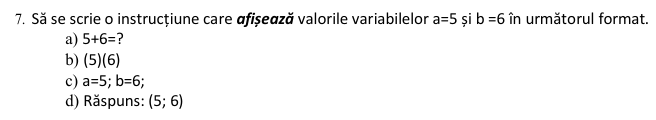 7. Să se scrie o instrucțiune care afișează valorile variabilelor a=5 și b =6 în următorul format.
a) 5+6=?
b) (5)(6)
c) a=5; b=6;
d) Răspuns: (5; 6)